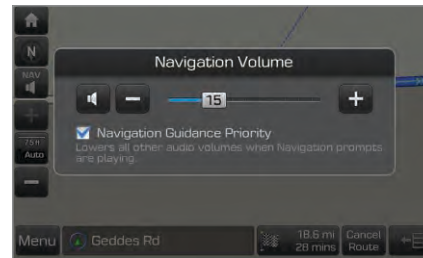 N
Navigation Volume
NAV
15
Navigation Guidance Priority
Lowers all other audio volumes when Navigation prompts
are playing.
Auto
Menu
Geddes Rd
18.6 mi
28 mins
Cancel
Route